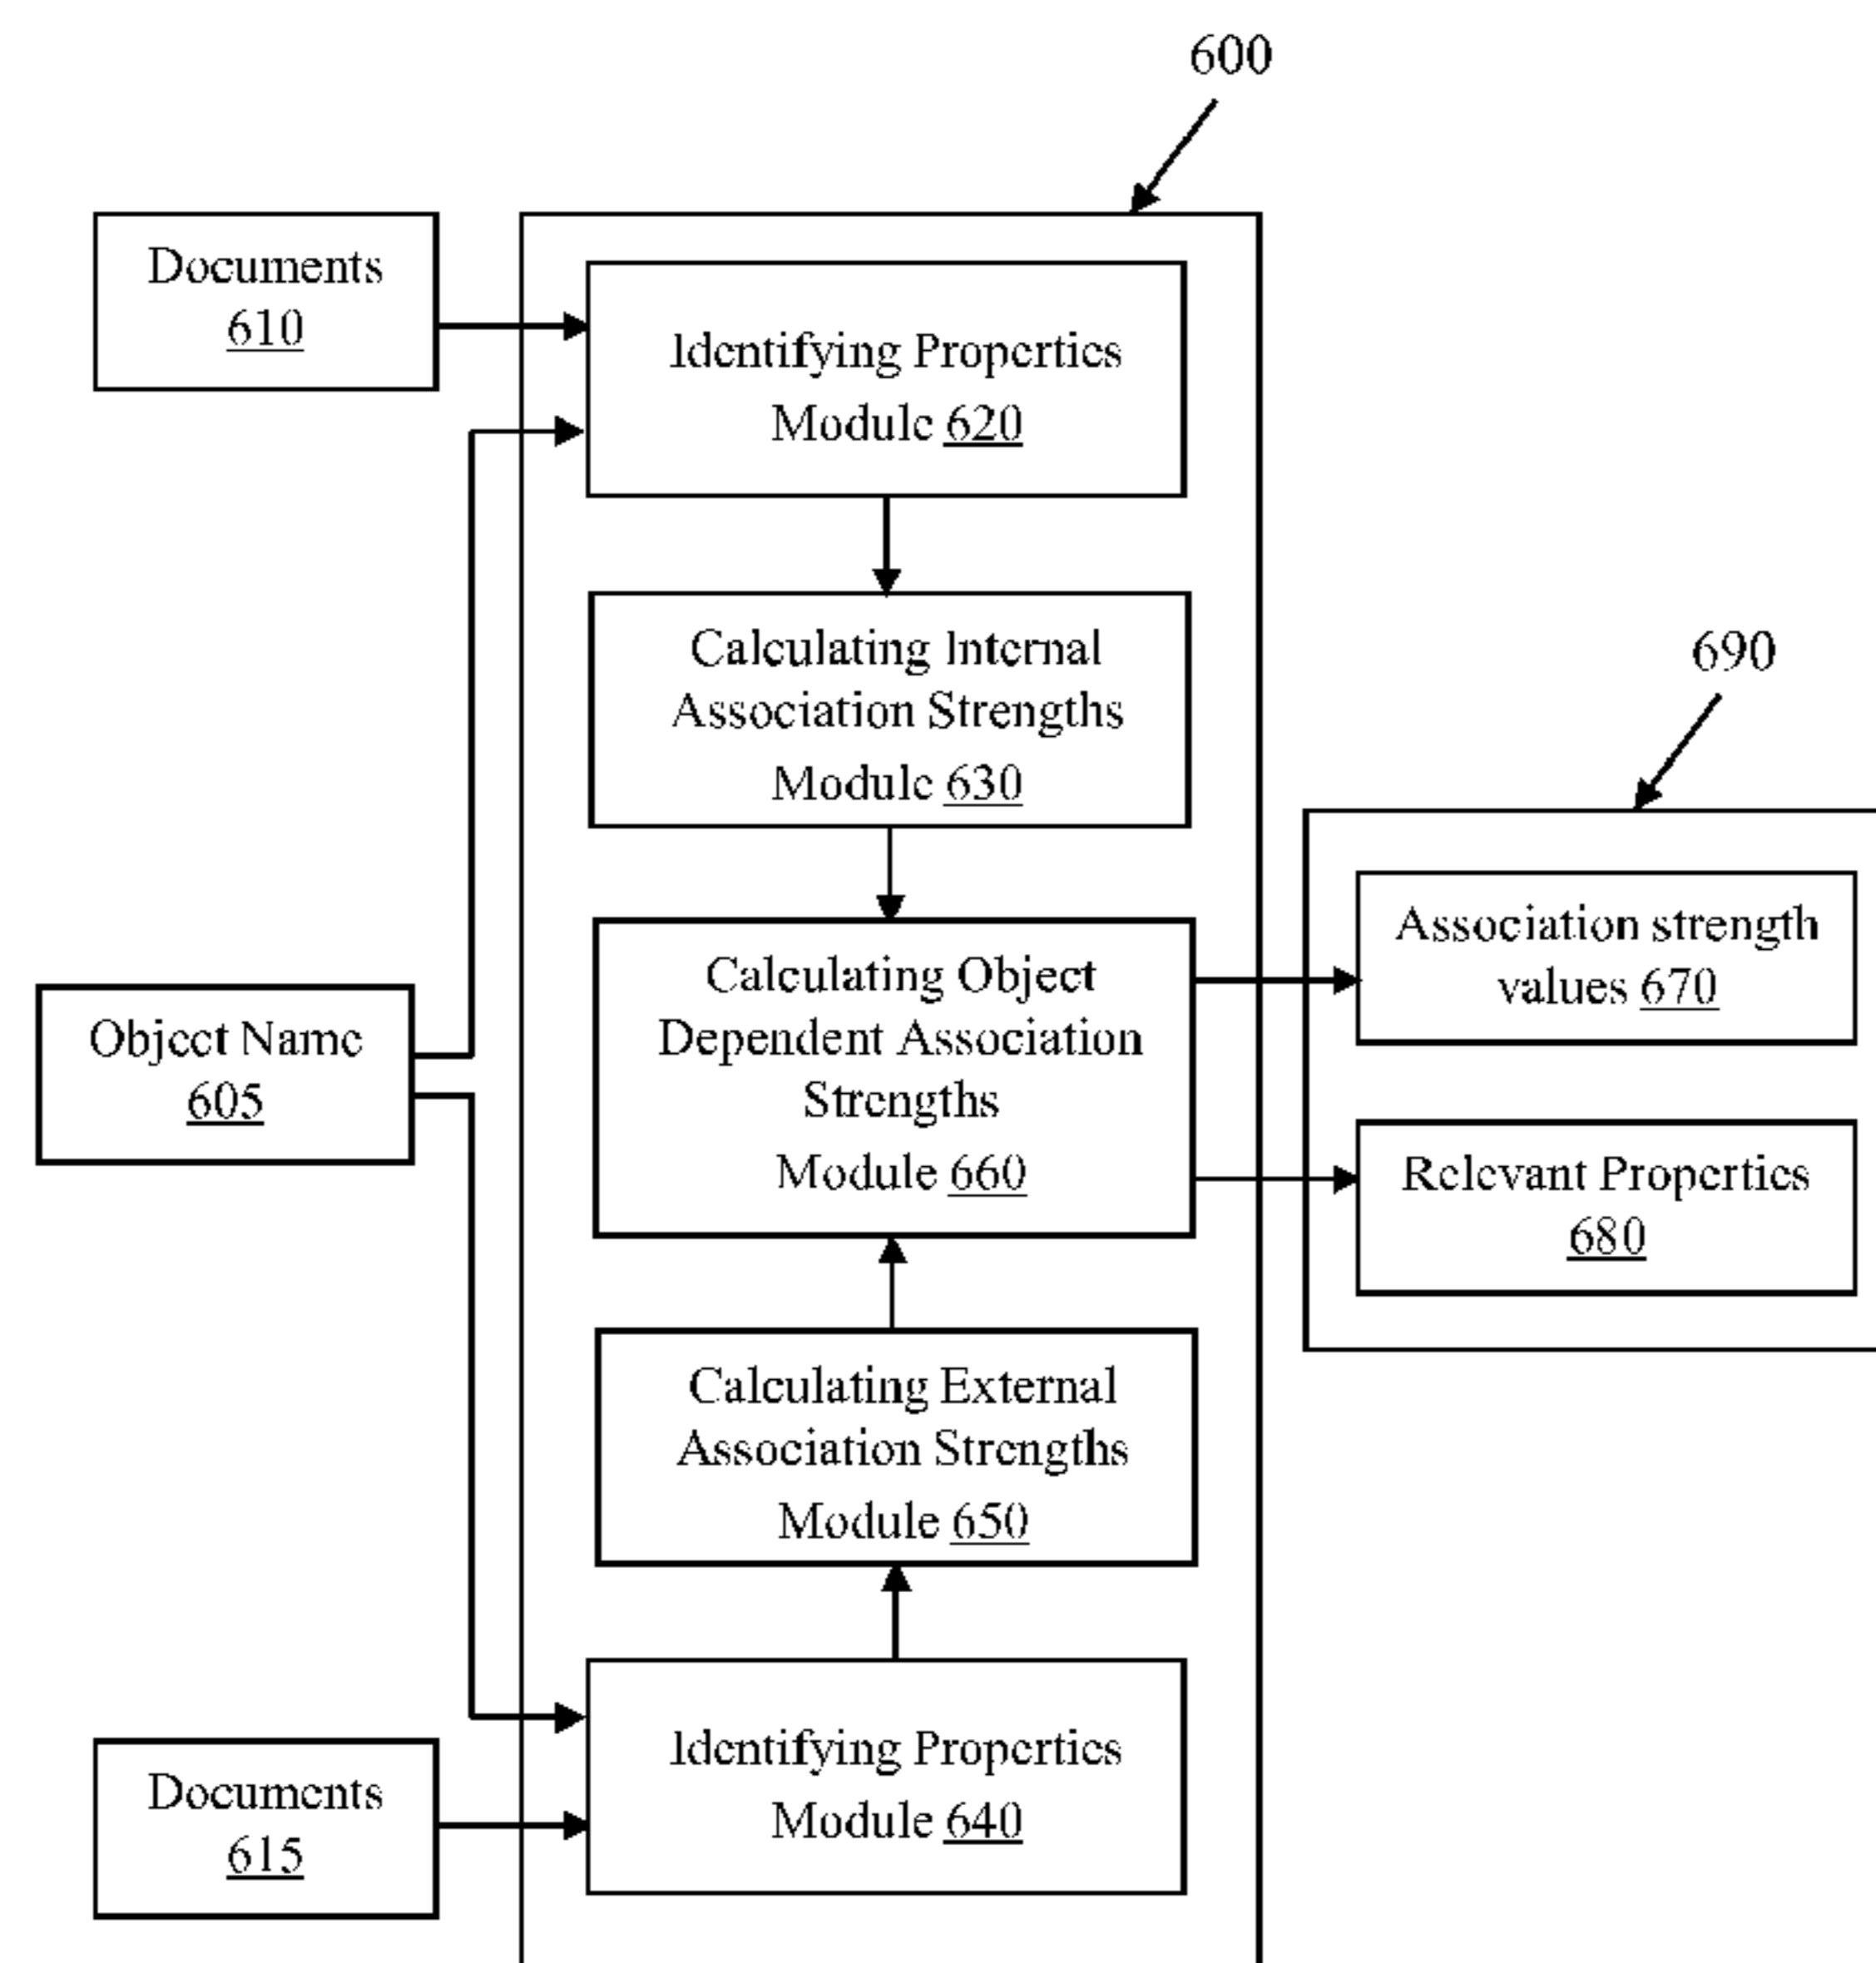 600
Documents
610
Identifying Properties
Module 620
Calculating Internal
Association Strengths
Module 630
690
Association strength
values 670
Object Name
605
Calculating Object
Dependent Association
Strengths
Module 660
Relevant Properties
680
Calculating External
Association Strengths
Module 650
Identifying Properties
Module 640
Documents
615